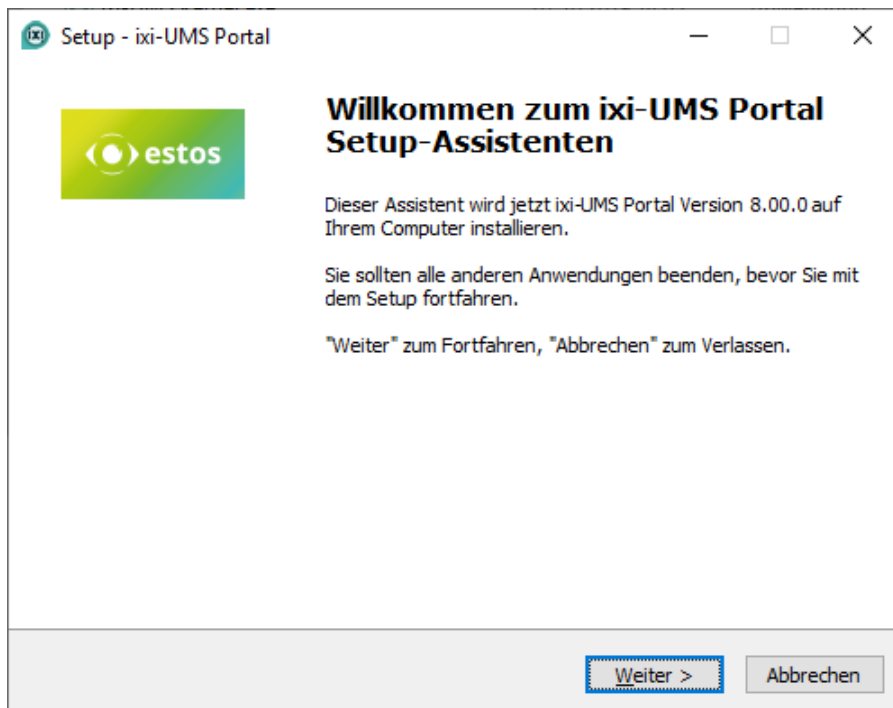 Setup - ixi-UMS Portal
estos
Willkommen zum ixi-UMS Portal
Setup-Assistenten
Dieser Assistent wird jetzt ixi-UMS Portal Version 8.00.0 auf
Ihrem Computer installieren.
Sie sollten alle anderen Anwendungen beenden, bevor Sie mit
dem Setup fortfahren.
"Weiter" zum Fortfahren, "Abbrechen" zum Verlassen.
Weiter >
Abbrechen